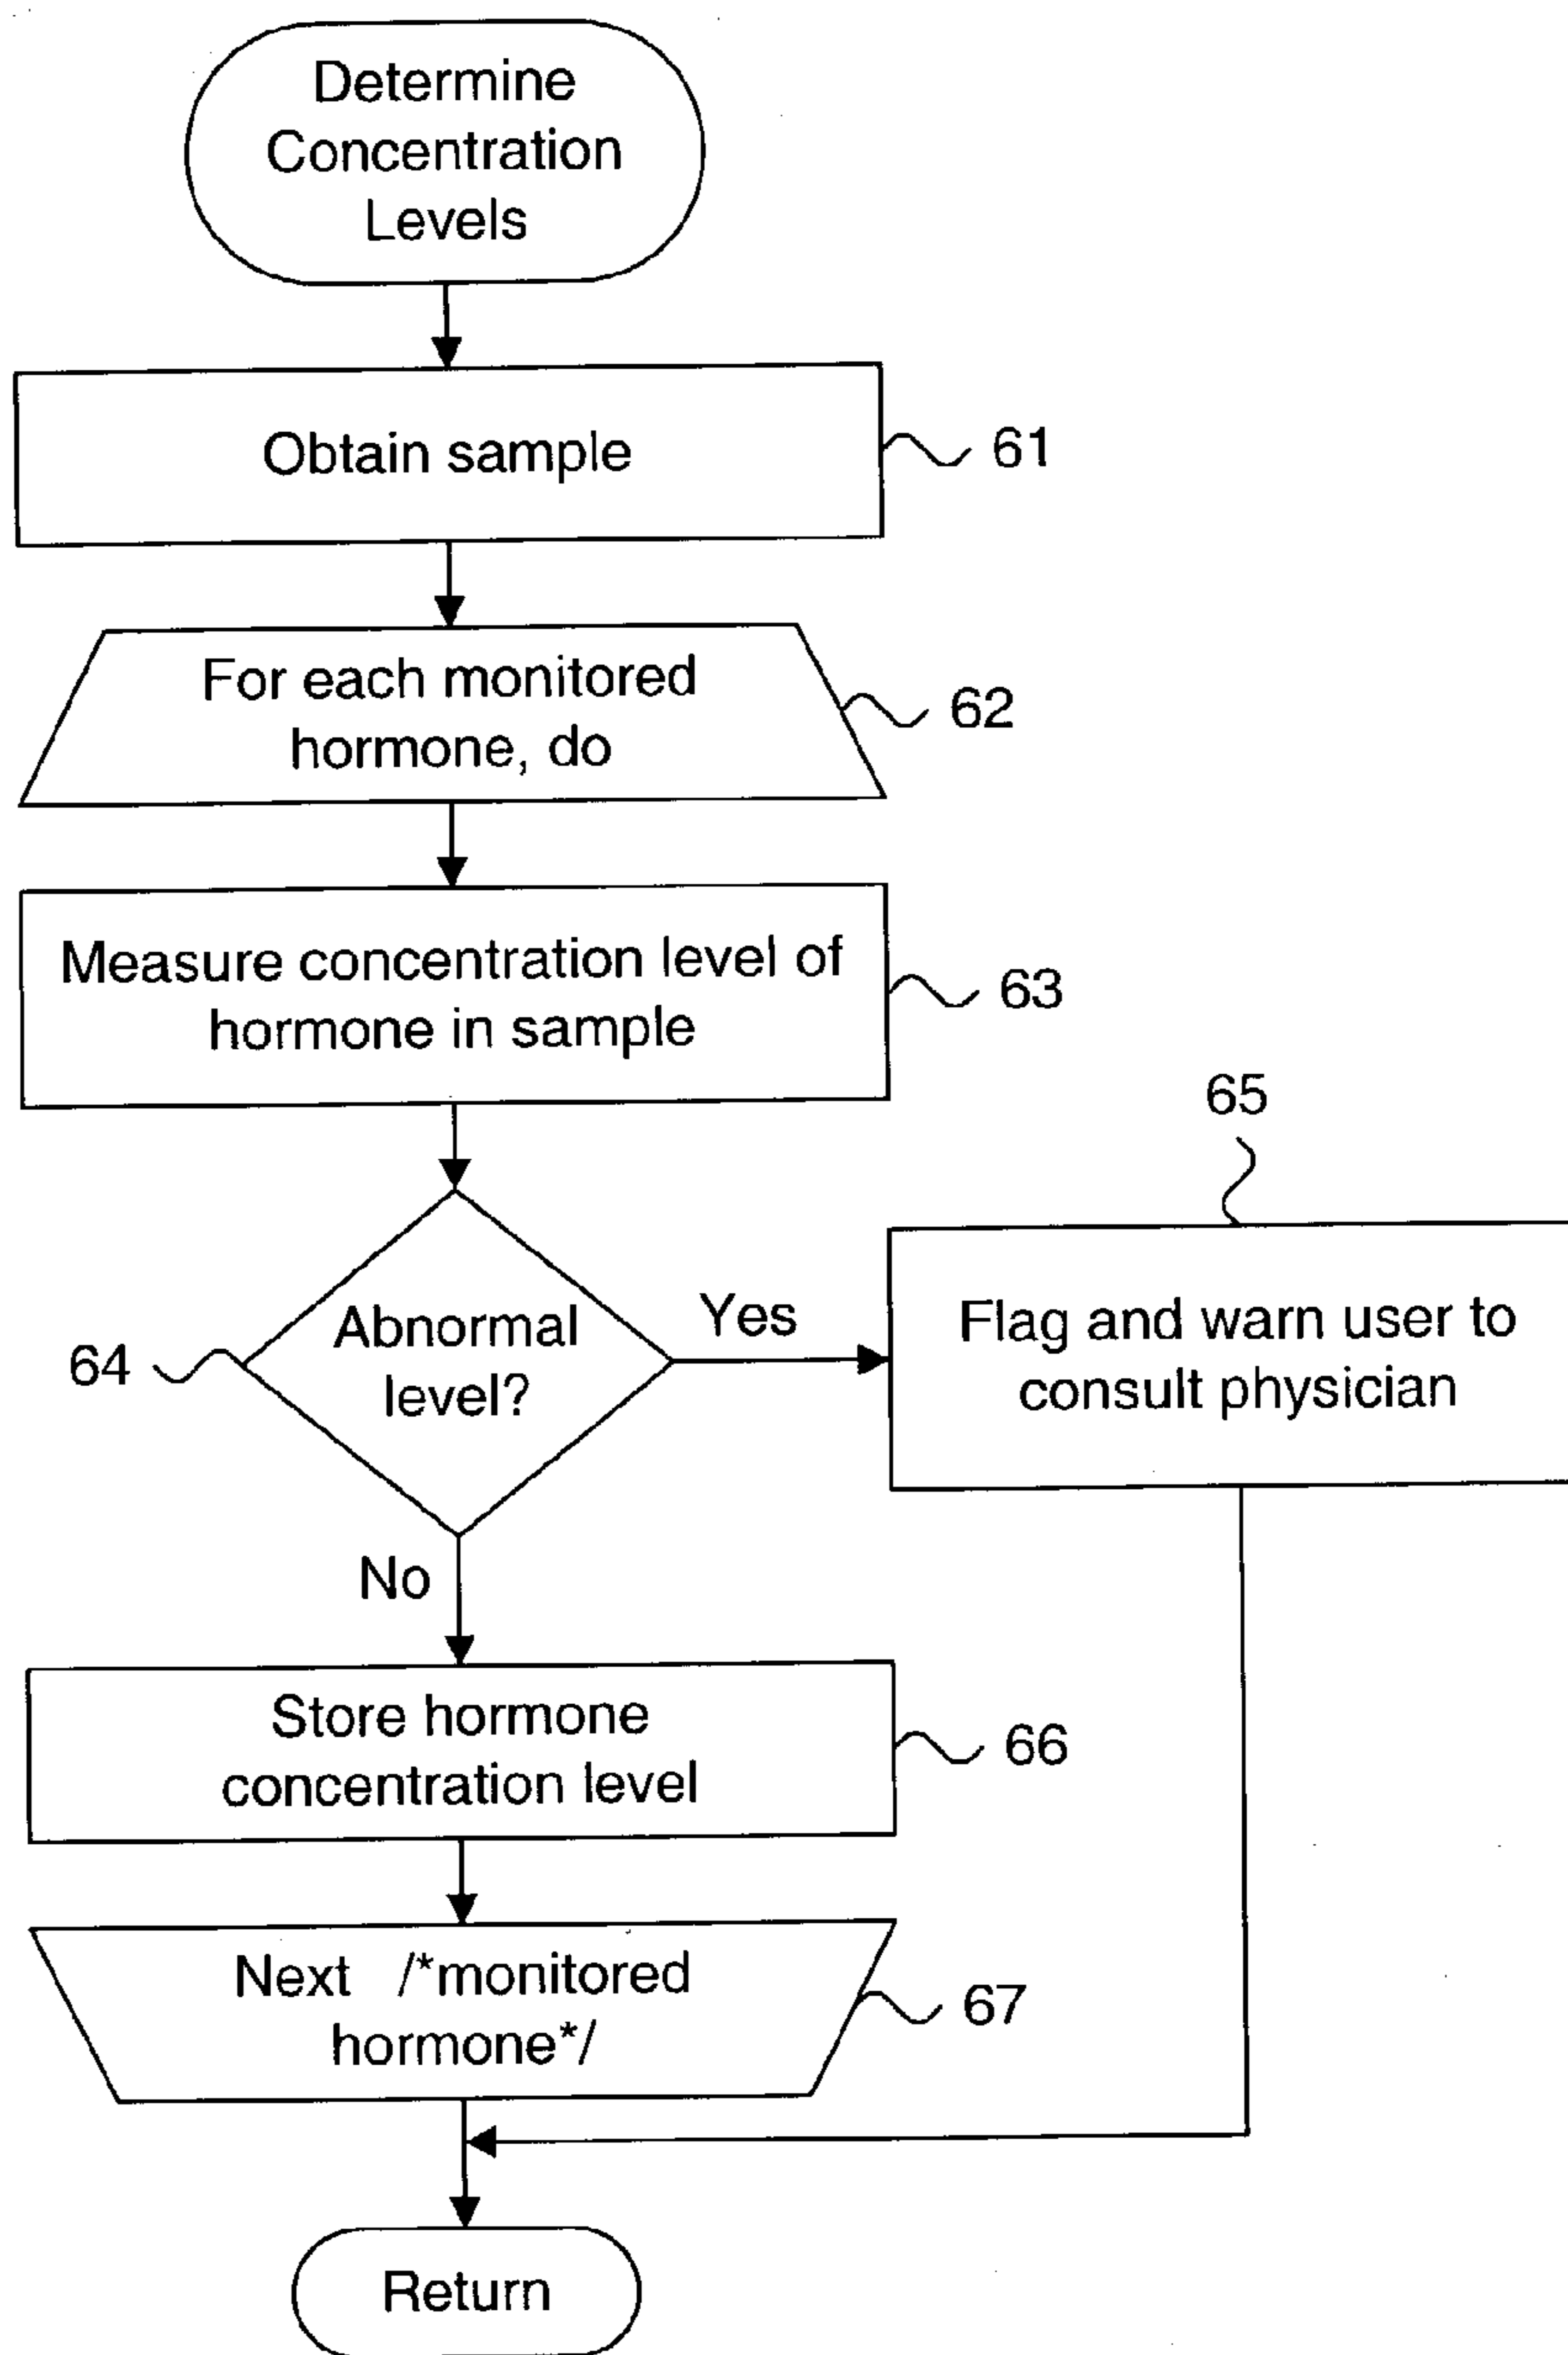 Determine
Concentration
Levels
Obtain sample
61
For each monitored
hormone, do
62
Measure concentration level of
hormone in sample
63
64
Abnormal
level?
Yes
65
Flag and warn user to
consult physician
No
Store hormone
concentration level
66
Next /*monitored
hormone*/
67
Return